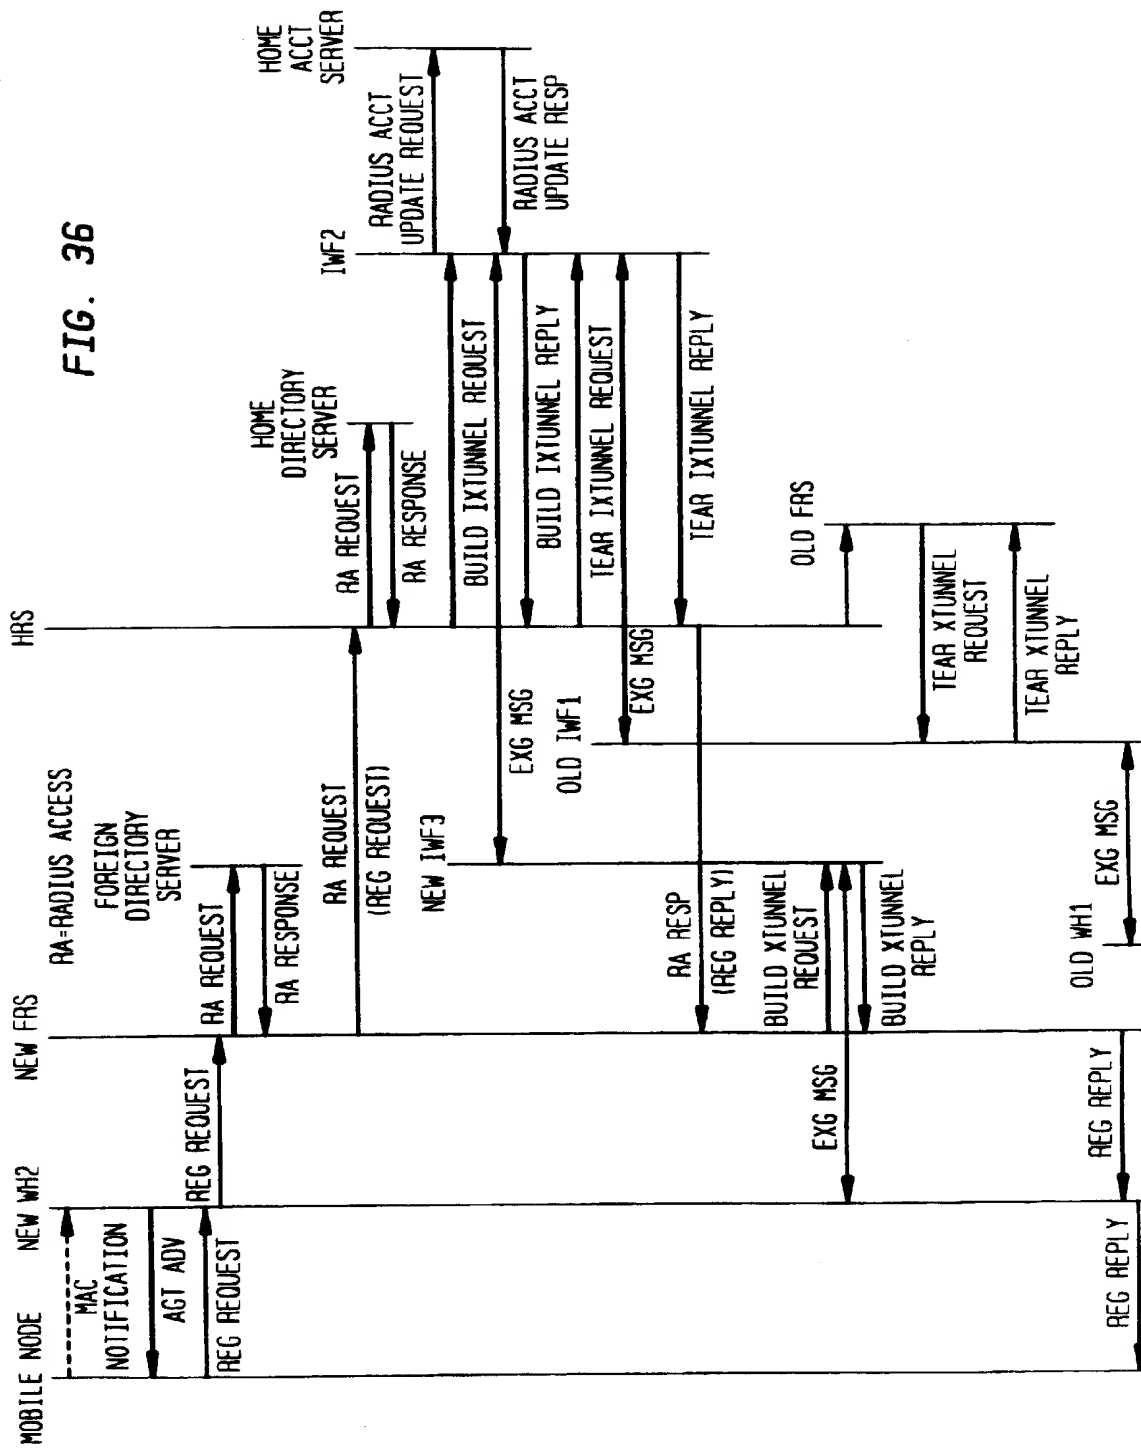 FIG. 36
RA=RADIUS ACCESS
MOBILE NODE
NEW WH2
NEW FRS
FOREIGN
DIRECTORY
SERVER
HRS
HOME
DIRECTORY
SERVER
IWF2
HOME
ACCT
SERVER
MAC
NOTIFICATION
AGT ADV
REG REQUEST
REG REQUEST
RA REQUEST
RA RESPONSE
RA REQUEST
(REG REQUEST)
RA REQUEST
RA RESPONSE
RADIUS ACCT
UPDATE REQUEST
RADIUS ACCT
UPDATE RESP
BUILD IXTUNNEL REQUEST
NEW IWF3
EXG MSG
BUILD IXTUNNEL REPLY
TEAR IXTUNNEL REQUEST
OLD IWF1
EXG MSG
TEAR IXTUNNEL REPLY
RA RESP
(REG REPLY)
BUILD XTUNNEL
REQUEST
EXG MSG
BUILD XTUNNEL
REPLY
OLD FRS
TEAR XTUNNEL
REQUEST
TEAR XTUNNEL
REPLY
OLD WH1
EXG MSG
REG REPLY
REG REPLY